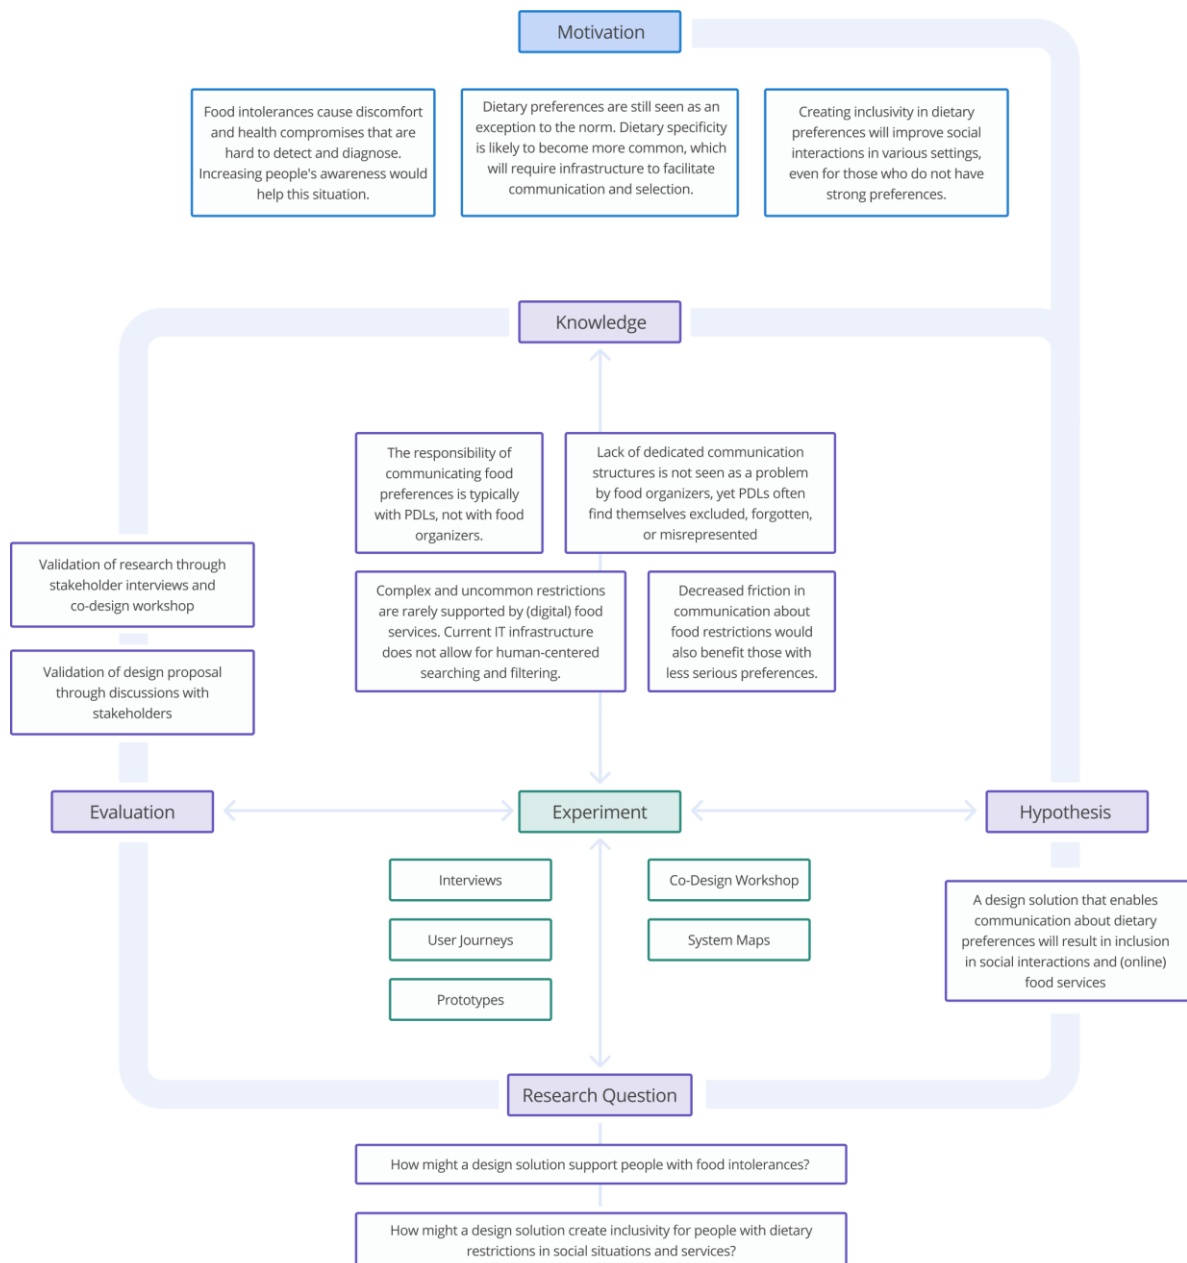 Motivation
Food intolerances cause discomfort
and health compromises that are
hard to detect and diagnose.
Increasing people's awareness would
help this situation.
Dietary preferences are still seen as an
exception to the norm. Dietary specificity
is likely to become more common, which
will require infrastructure to facilitate
communication and selection.
Creating inclusivity in dietary
preferences will improve social
interactions in various settings,
even for those who do not have
strong preferences.
Knowledge
The responsibility of
communicating food
preferences is typically
with PDLs, not with food
organizers.
Lack of dedicated communication
structures is not seen as a problem
by food organizers, yet PDLs often
find themselves excluded, forgotten,
or misrepresented
Validation of research through
stakeholder interviews and
co-design workshop
Validation of design proposal
through discussions with
stakeholders
Complex and uncommon restrictions
are rarely supported by (digital) food
services. Current IT infrastructure
does not allow for human-centered
searching and filtering.
Decreased friction in
communication about
food restrictions would
also benefit those with
less serious preferences.
Evaluation
Experiment
Hypothesis
Interviews
Co-Design Workshop
User Journeys
System Maps
Prototypes
A design solution that enables
communication about dietary
preferences will result in inclusion
in social interactions and (online)
food services
Research Question
How might a design solution support people with food intolerances?
How might a design solution create inclusivity for people with dietary
restrictions in social situations and services?